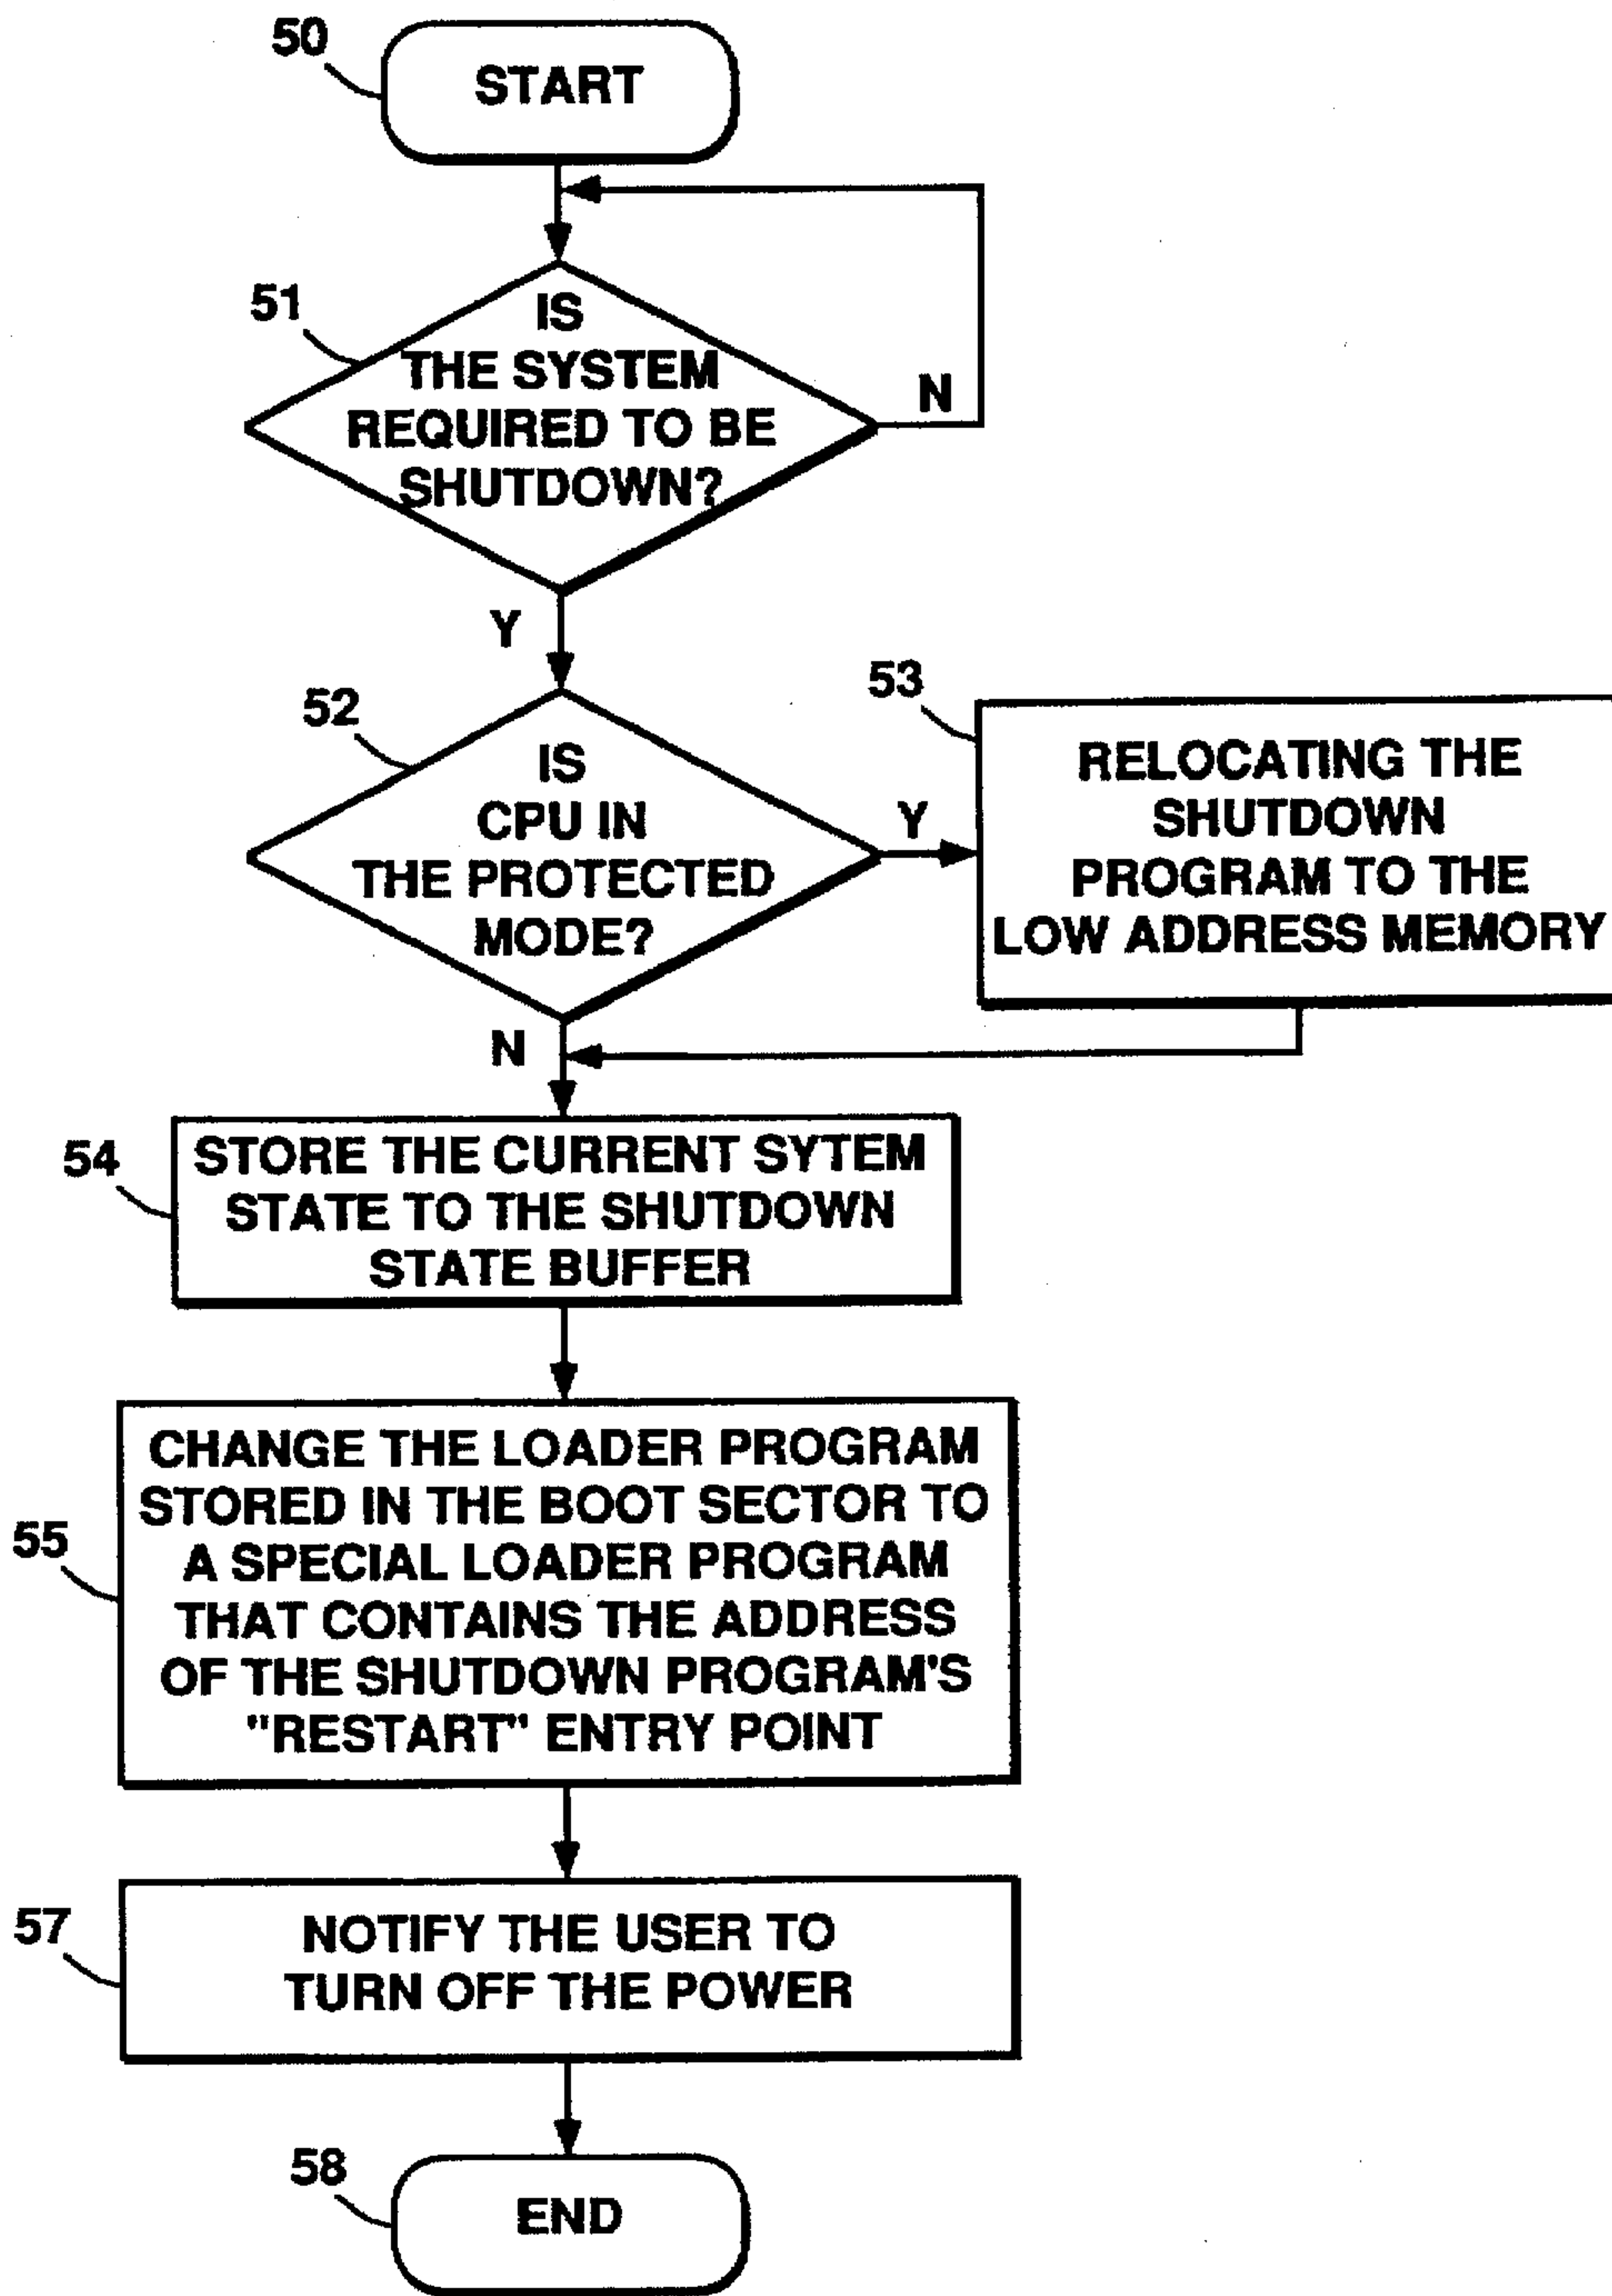 50
START
51
IS
THE SYSTEM
REQUIRED TO BE
SHUTDOWN?
N
Y
52
IS
CPU IN
THE PROTECTED
MODE?
Y
53
RELOCATING THE
SHUTDOWN
PROGRAM TO THE
LOW ADDRESS MEMORY
N
54
STORE THE CURRENT SYTEM
STATE TO THE SHUTDOWN
STATE BUFFER
55
CHANGE THE LOADER PROGRAM
STORED IN THE BOOT SECTOR TO
A SPECIAL LOADER PROGRAM
THAT CONTAINS THE ADDRESS
OF THE SHUTDOWN PROGRAM'S
"RESTART" ENTRY POINT
57
NOTIFY THE USER TO
TURN OFF THE POWER
58
END